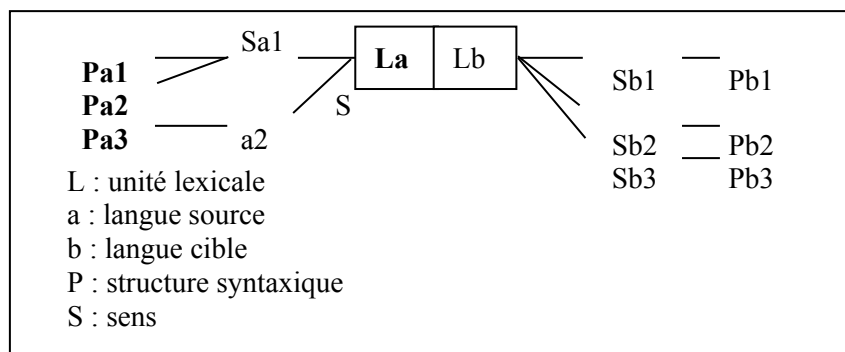 Sa1 La Lb
Pa1 Sb1 Pb1
Pa2 S
Pa3 a2 Sb2 Pb2
L : unité lexicale Sb3 Pb3
a : langue source
b : langue cible
P : structure syntaxique
S : sens